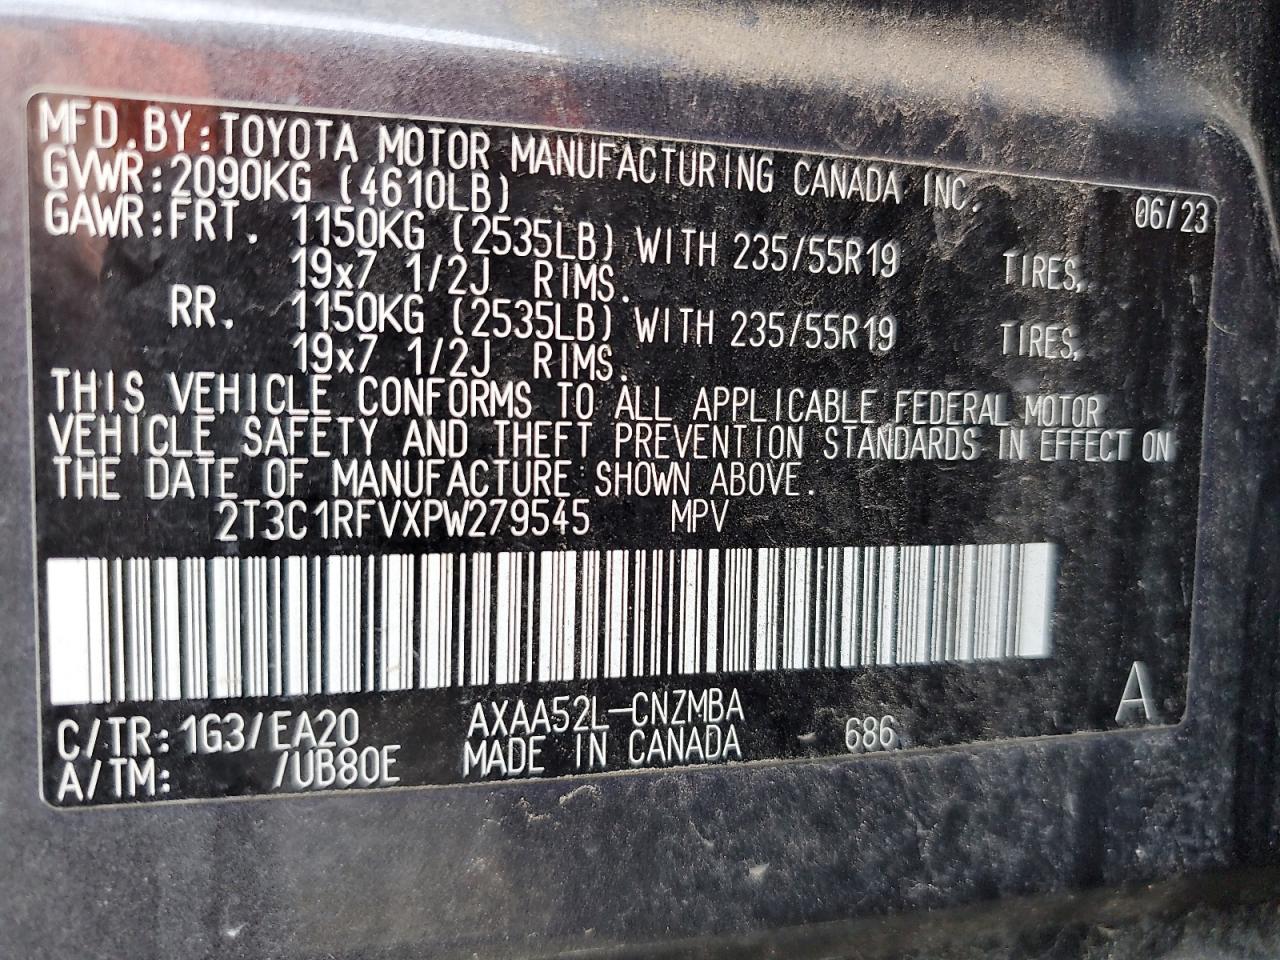 MFD.BY:TOYOTA MOTOR MANUFACTURING CANADA INC.
GVWR:2090KG (4610LB) 06/23
GAWR:FRT. 1150KG (2535LB) WITH 235/55R19 TIRES,
19x7 1/2J RIMS.
RR. 1150KG (2535LB) WITH 235/55R19 TIRES,
19x7 1/2J RIMS.
THIS VEHICLE CONFORMS TO ALL APPLICABLE FEDERAL MOTOR
VEHICLE SAFETY AND THEFT PREVENTION STANDARDS IN EFFECT ON
THE DATE OF MANUFACTURE SHOWN ABOVE.
2T3C1RFVXPW279545 MPV
C/TR:1G3/EA20 AXAA52L-CNZMBA A
A/TM: /UB80E MADE IN CANADA 686